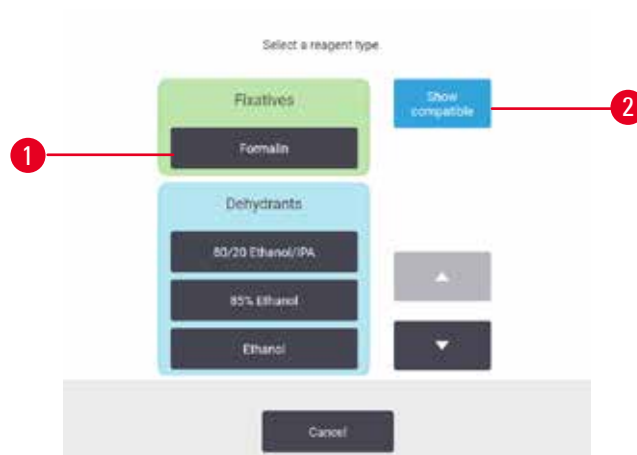 Select a reagent type
Fixatives
Show
compatible
1
2
Formalin
Dehydrants
80/20 Ethanol/IPA
85% Ethanol
Ethanol
Cancel